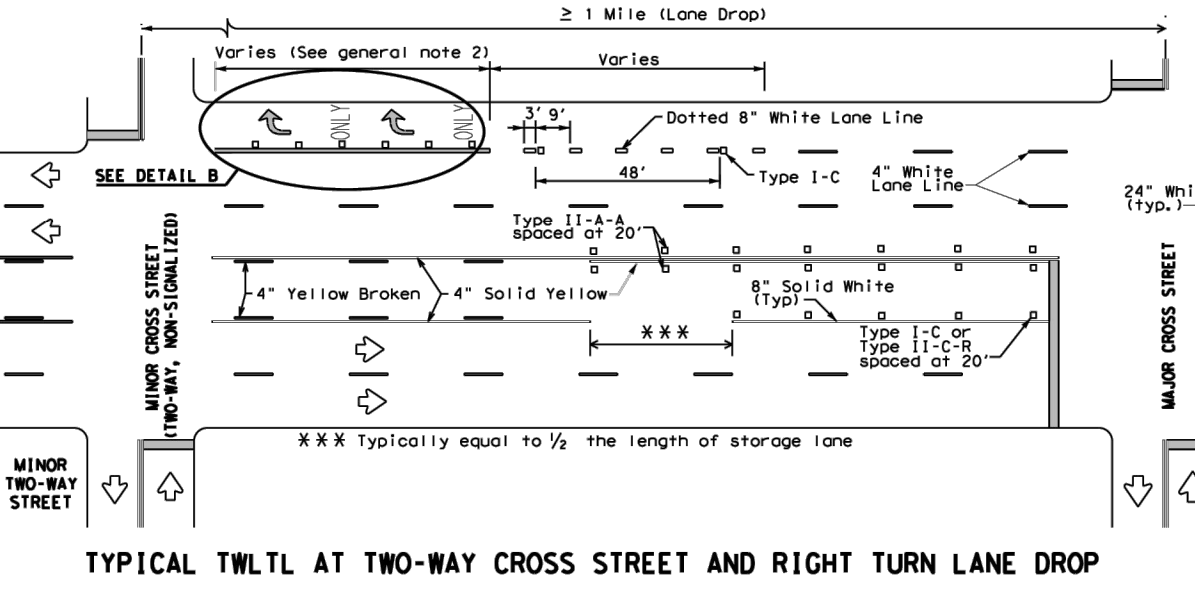 ≥ 1 Mile (Lane Drop)
Varies (See general note 2)
Varies
ONLY
ONLY
3' 9'
Dotted 8" White Lane Line
48'
Type I-C
4" White
Lane Line
24" Whi
(typ.)
SEE DETAIL B
Type II-A-A
spaced at 20'
4" Yellow Broken
4" Solid Yellow
8" Solid White
(Typ)
Type I-C or
Type II-C-R
spaced at 20'
***
MINOR CROSS STREET
(TWO-WAY, NON-SIGNALIZED)
MAJOR CROSS STREET
*** Typically equal to ½ the length of storage lane
MINOR
TWO-WAY
STREET
TYPICAL TWLTL AT TWO-WAY CROSS STREET AND RIGHT TURN LANE DROP